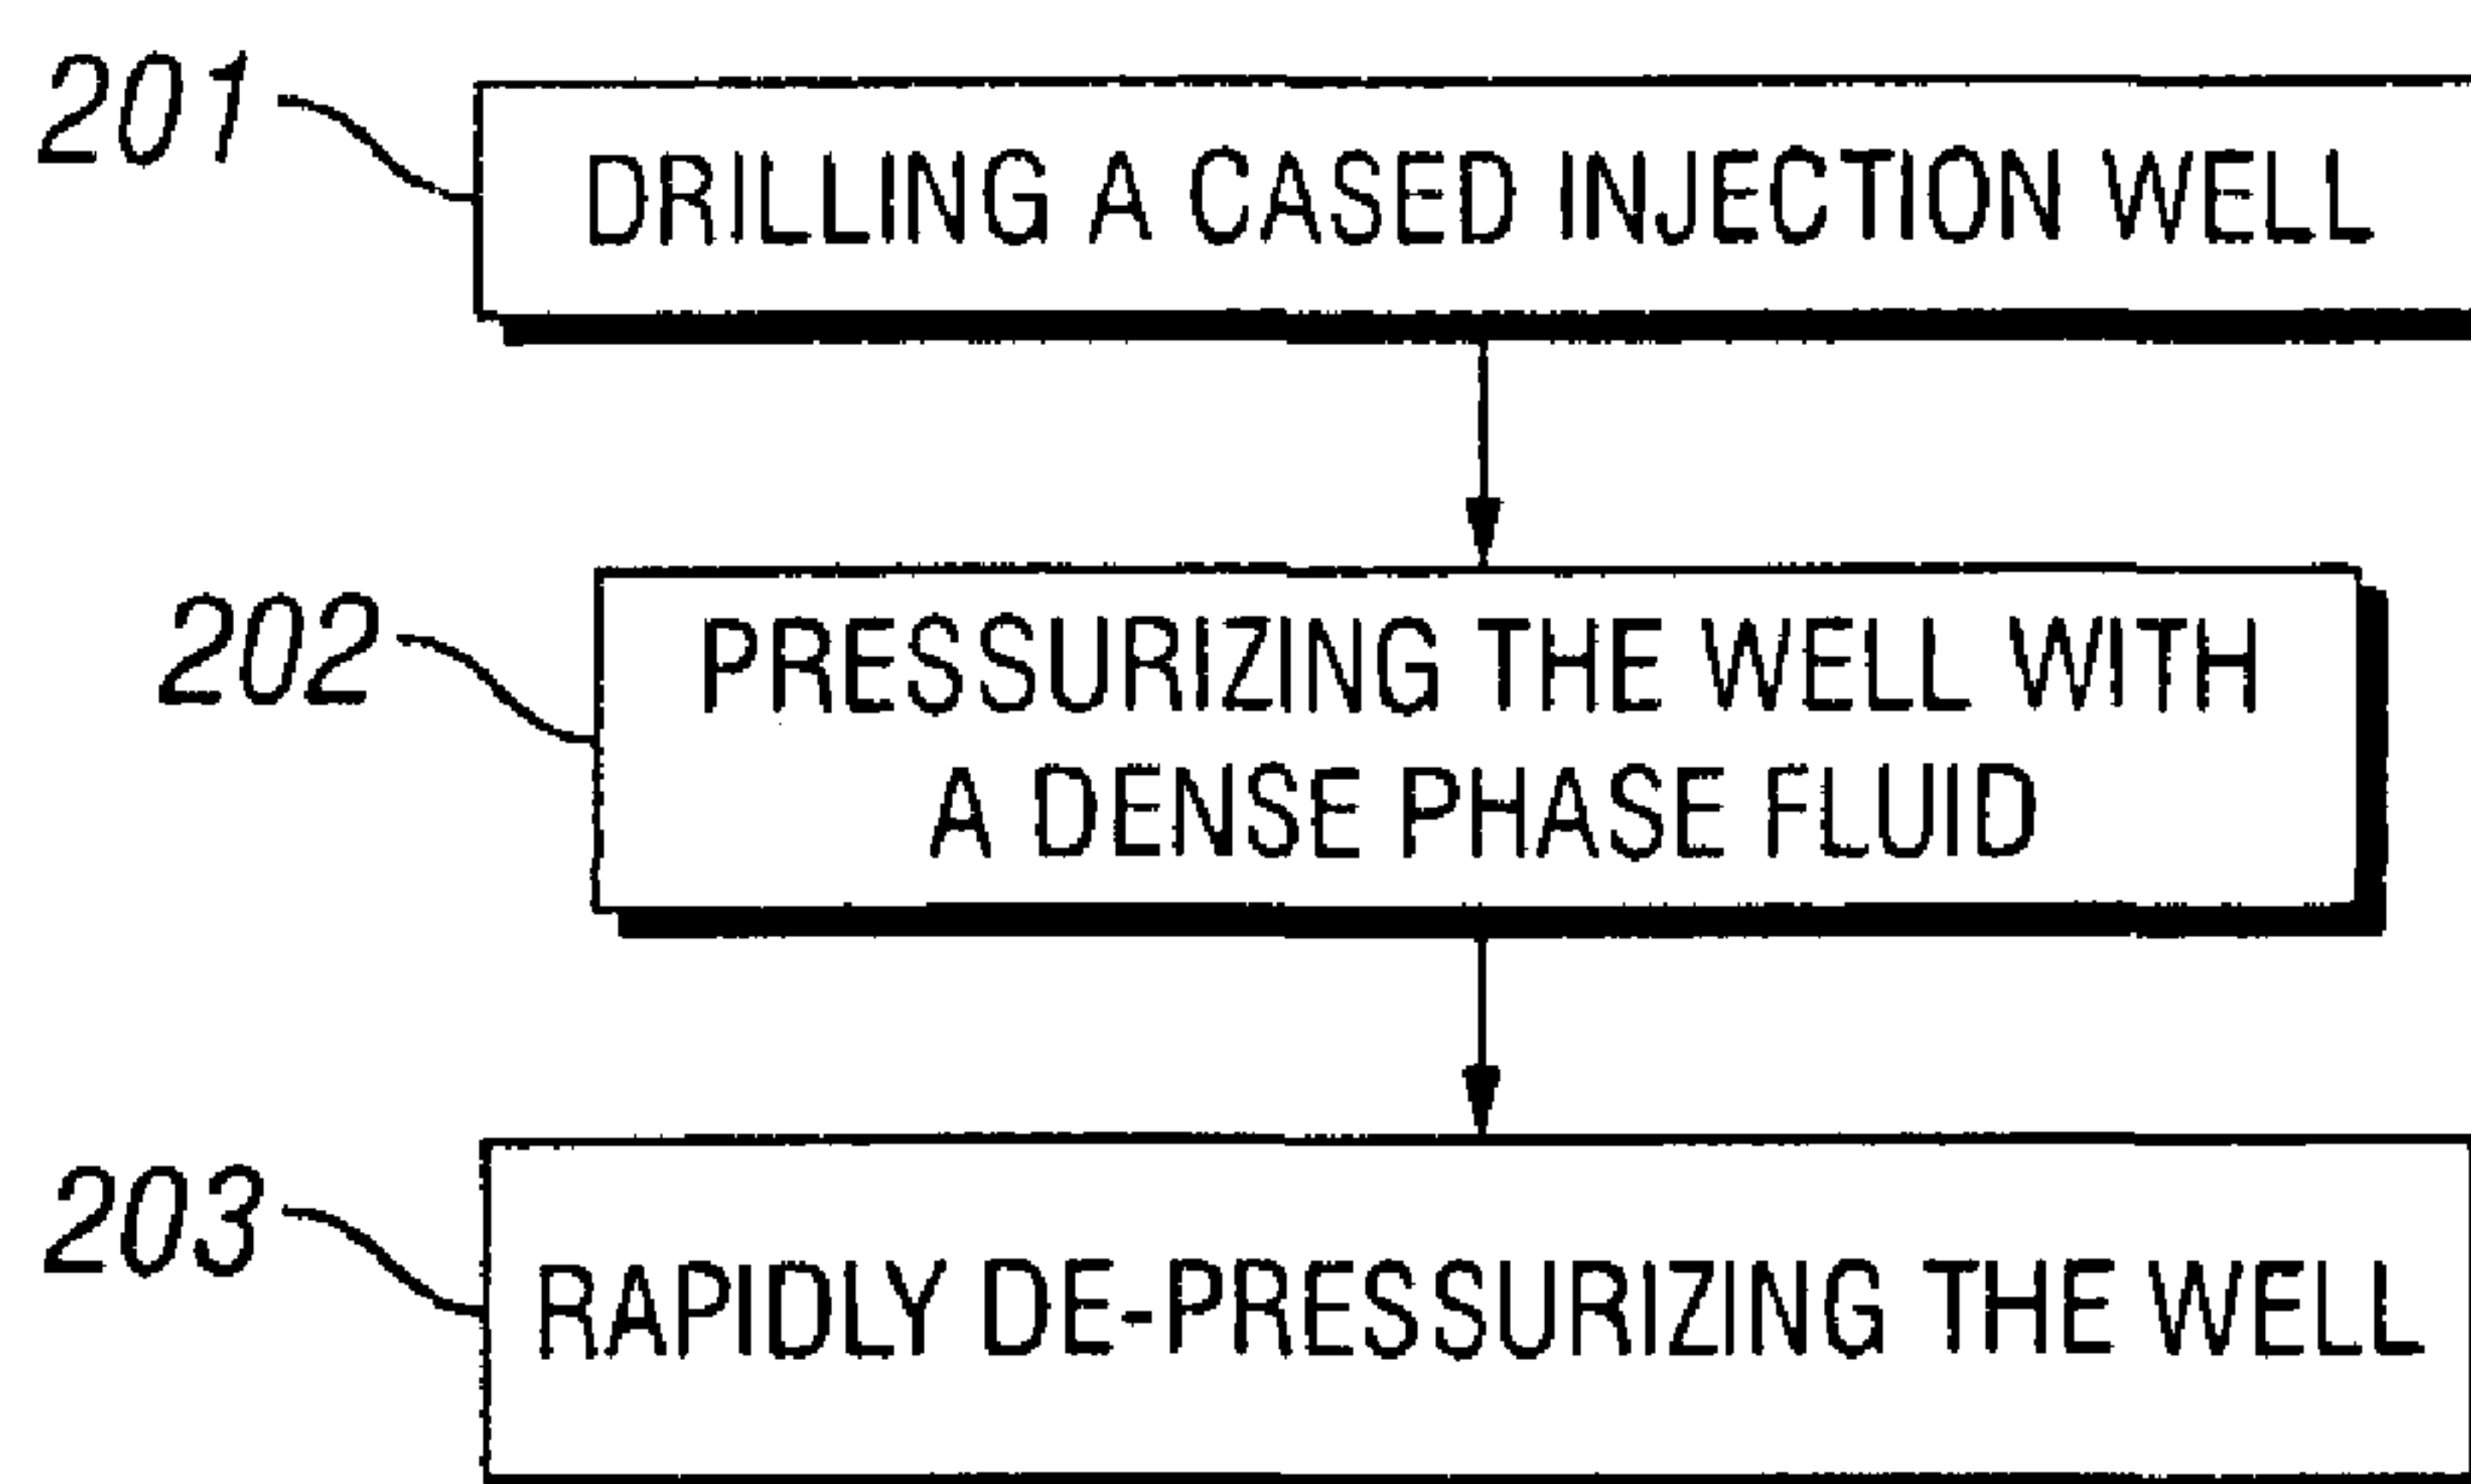 201
DRILLING A CASED INJECTION WELL
202
PRESSURIZING THE WELL WITH
A DENSE PHASE FLUID
203
RAPIDLY DE-PRESSURIZING THE WELL